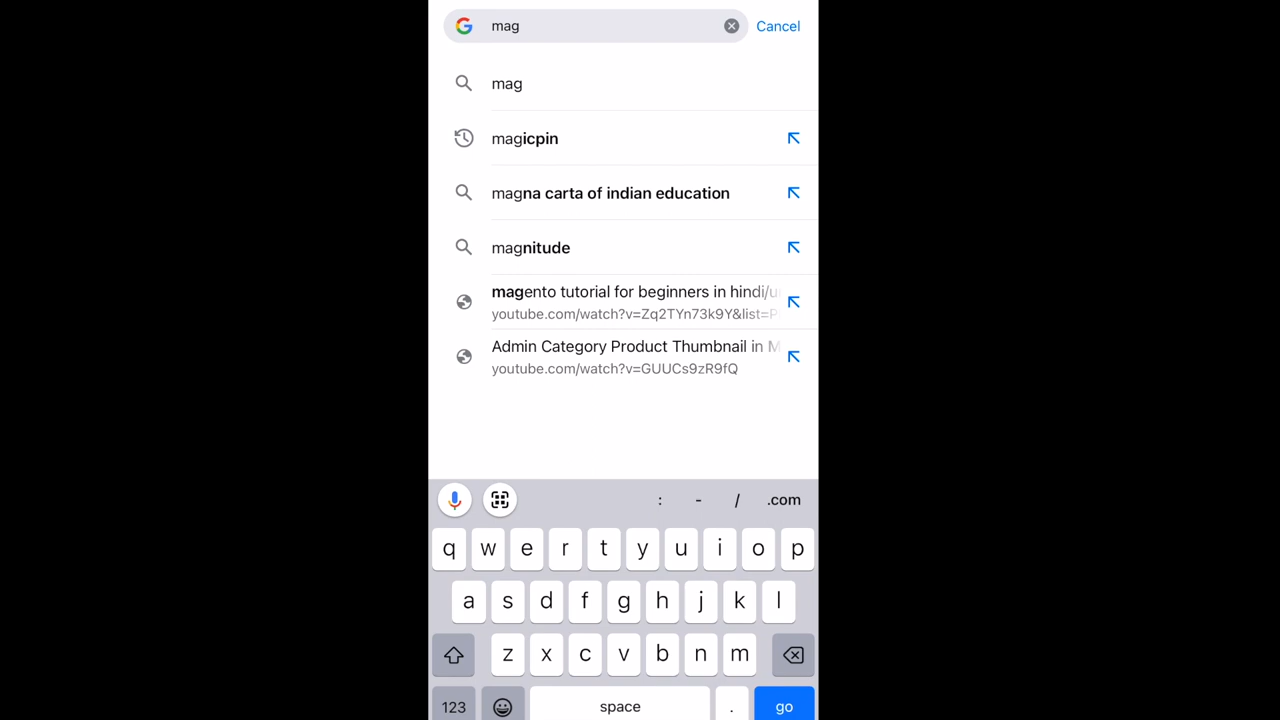 mag Cancel
mag
magicpin
magna carta of indian education
magnitude
magento tutorial for beginners in hindi/u
youtube.com/watch?v=Zq2TYn73k9Y&list=P
Admin Category Product Thumbnail in M
youtube.com/watch?v=GUUCs9zR9fQ
: - / .com
q w e r t y u i o p
a s d f g h j k l
z x c v b n m
123 space . go